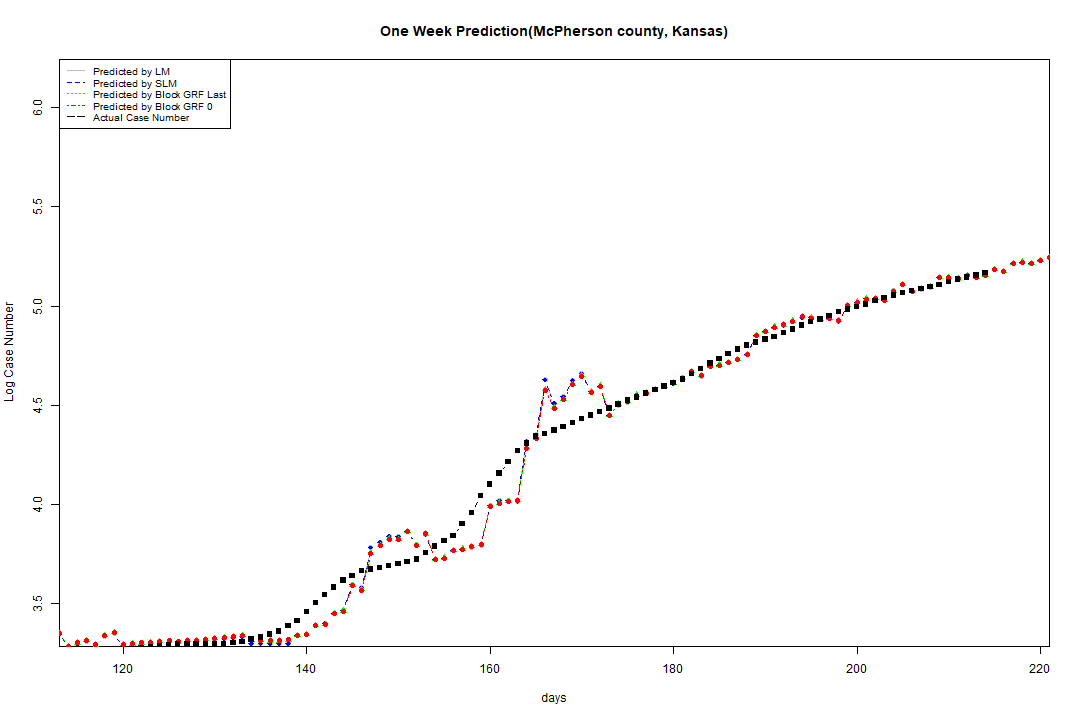 One Week Prediction(McPherson county, Kansas)
Predicted by LM
Predicted by SLM
Predicted by Block GRF Last
Predicted by Block GRF 0
Actual Case Number
6.0
5.5
5.0
4.5
4.0
3.5
Log Case Number
120 140 160 180 200 220
days